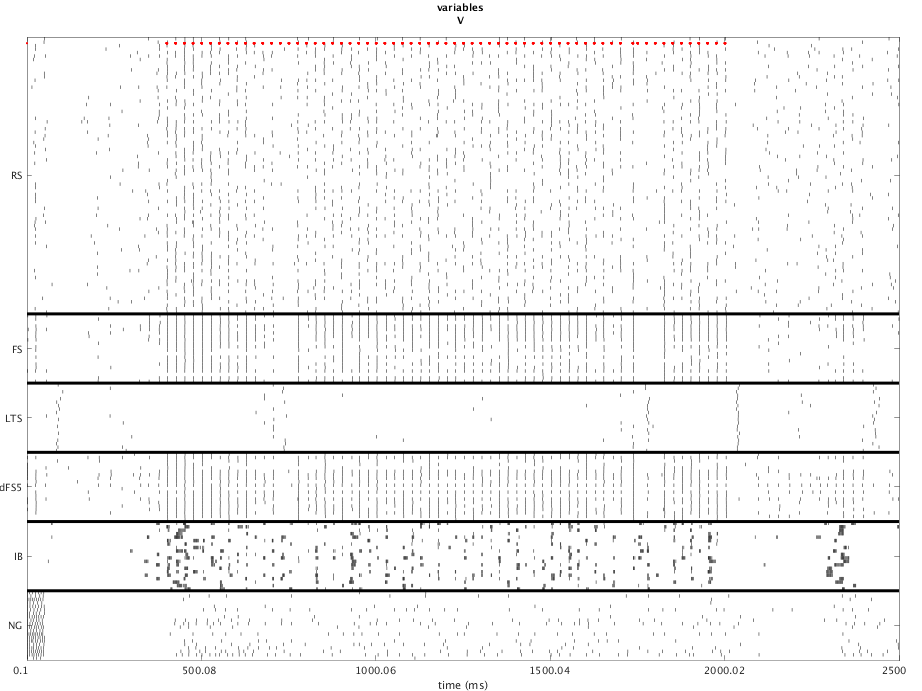 variables
V
RS
FS
LTS
dFS5
IB
NG
0.1
500.08
1000.06
1500.04
2000.02
2500
time (ms)